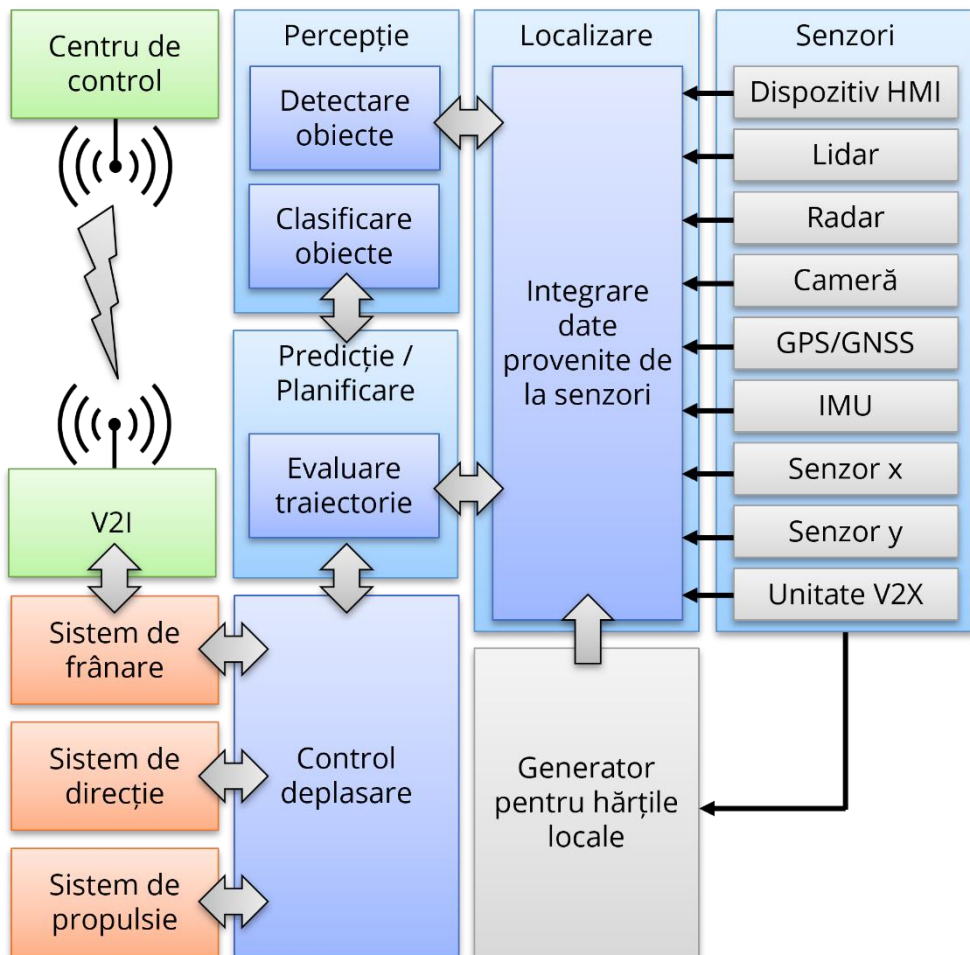 Centru de
control
V2I
Sistem de
frânare
Sistem de
direcție
Sistem de
propulsie
Percepție
Detectare
obiecte
Clasificare
obiecte
Predicție /
Planificare
Evaluare
traiectorie
Control
deplasare
Localizare
Integrare
date
provenite de
la senzori
Generator
pentru hărțile
locale
Senzori
Dispozitiv HMI
Lidar
Radar
Cameră
GPS/GNSS
IMU
Senzor x
Senzor y
Unitate V2X